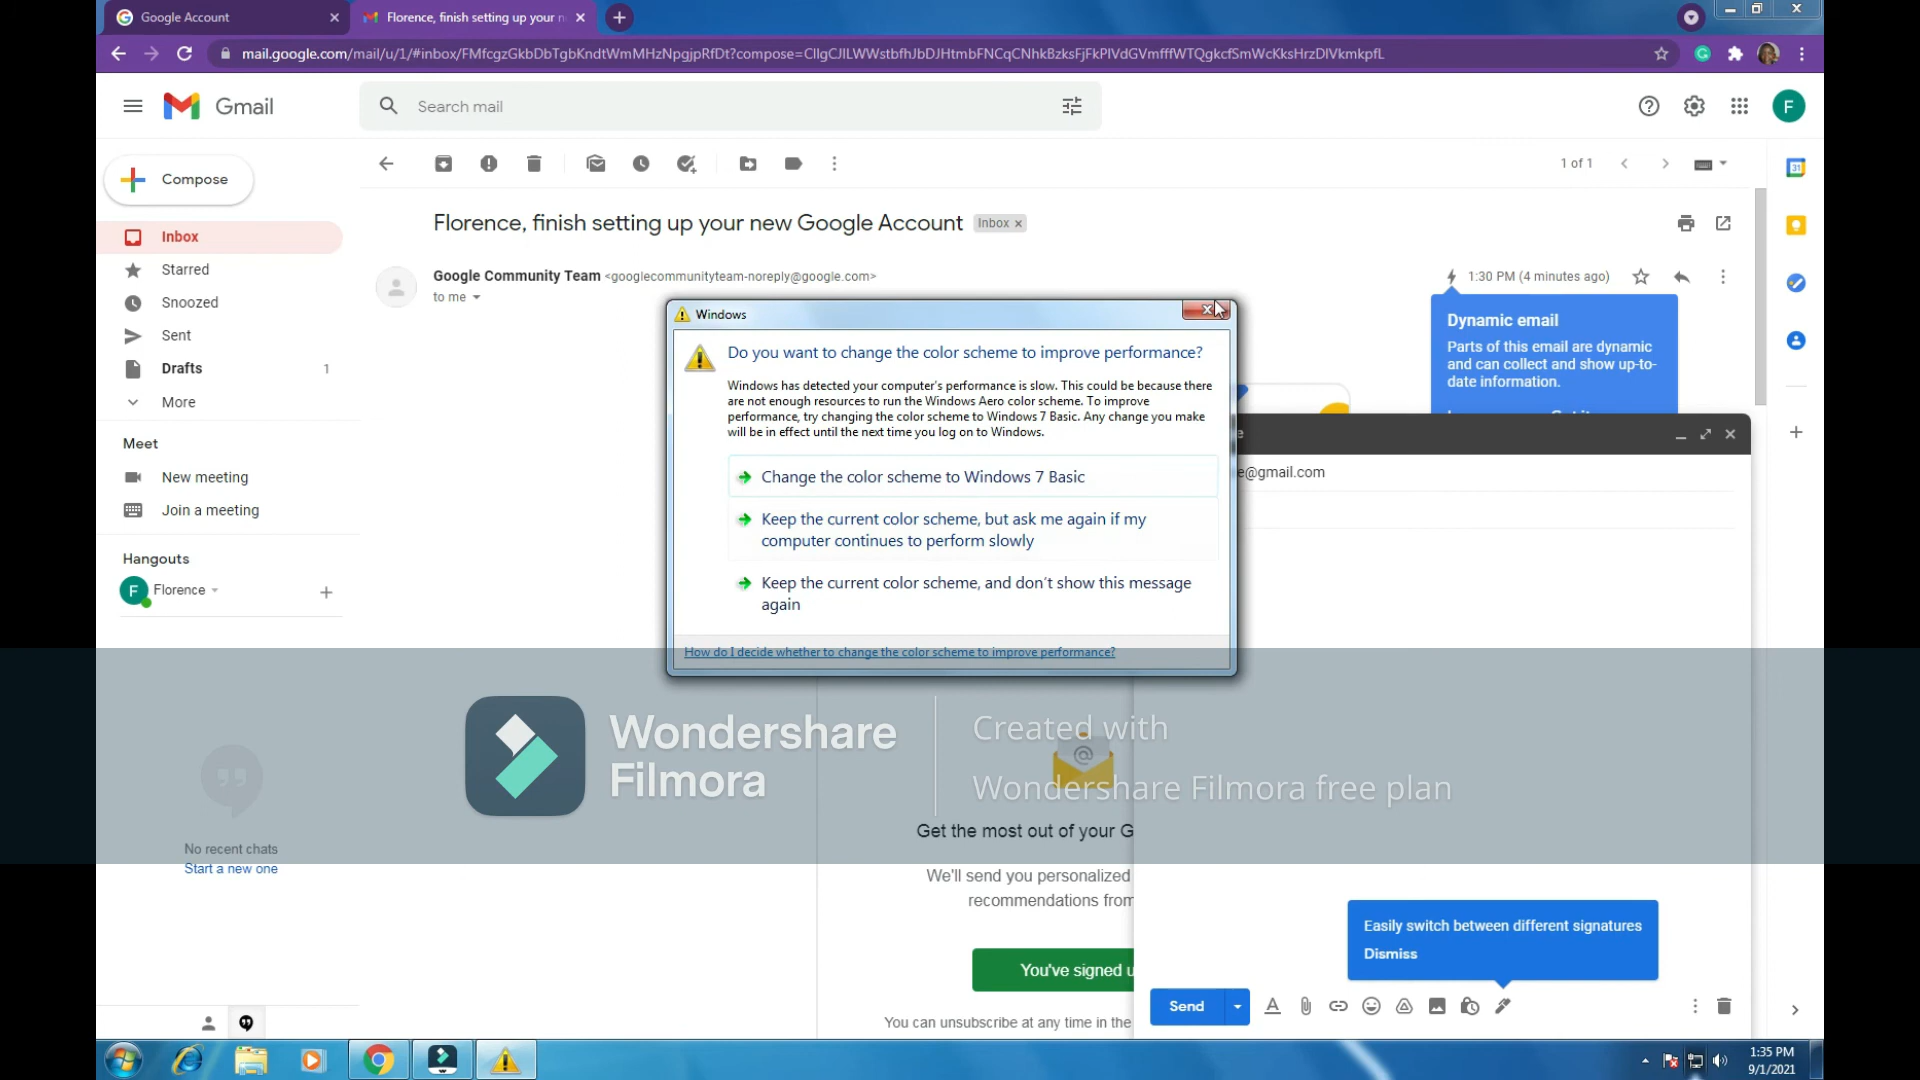 Google Account
Florence, finish setting up your n
mail.google.com/mail/u/1/#inbox/FMfcgzGkbDbTgbKndtWmMHzNpgjpRfDt?compose=CllgCJlLWWstbfhJbDJHtmbFNCqCNhkBzksFjFkPlVdGVmfffWTQgkcfSmWcKksHrzDlVkmkpfL
Gmail
Search mail
F
Compose
1 of 1
31
Inbox
Florence, finish setting up your new Google Account
Inbox ×
Starred
Google Community Team <googlecommunityteam-noreply@google.com>
1:30 PM (4 minutes ago)
to me
Snoozed
Sent
Drafts 1
More
Dynamic email
Parts of this email are dynamic
and can collect and show up-to-
date information.
Windows
Do you want to change the color scheme to improve performance?
Windows has detected your computer's performance is slow. This could be because there
are not enough resources to run the Windows Aero color scheme. To improve
performance, try changing the color scheme to Windows 7 Basic. Any change you make
will be in effect until the next time you log on to Windows.
Change the color scheme to Windows 7 Basic
Keep the current color scheme, but ask me again if my
computer continues to perform slowly
Keep the current color scheme, and don't show this message
again
How do I decide whether to change the color scheme to improve performance?
e@gmail.com
Meet
New meeting
Join a meeting
Hangouts
F Florence
Wondershare
Filmora
Created with
Wondershare Filmora free plan
Get the most out of your G
We'll send you personalized
recommendations from
You've signed u
You can unsubscribe at any time in the
No recent chats
Start a new one
Easily switch between different signatures
Dismiss
Send
1:35 PM
9/1/2021